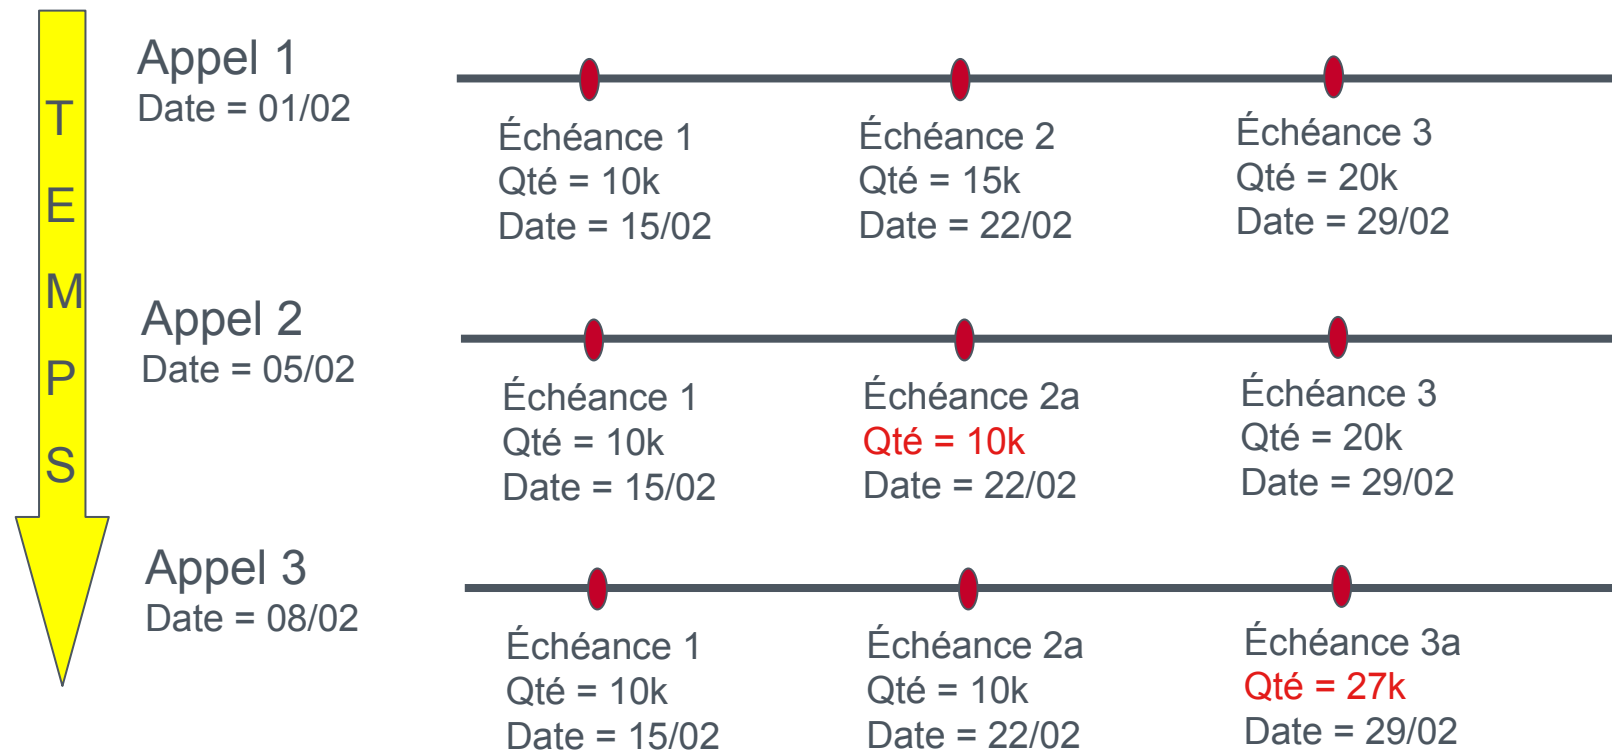 TEMPS
Appel 1
Date = 01/02
Échéance 1
Qté = 10k
Date = 15/02
Échéance 2
Qté = 15k
Date = 22/02
Échéance 3
Qté = 20k
Date = 29/02
Appel 2
Date = 05/02
Échéance 1
Qté = 10k
Date = 15/02
Échéance 2a
Qté = 10k
Date = 22/02
Échéance 3
Qté = 20k
Date = 29/02
Appel 3
Date = 08/02
Échéance 1
Qté = 10k
Date = 15/02
Échéance 2a
Qté = 10k
Date = 22/02
Échéance 3a
Qté = 27k
Date = 29/02